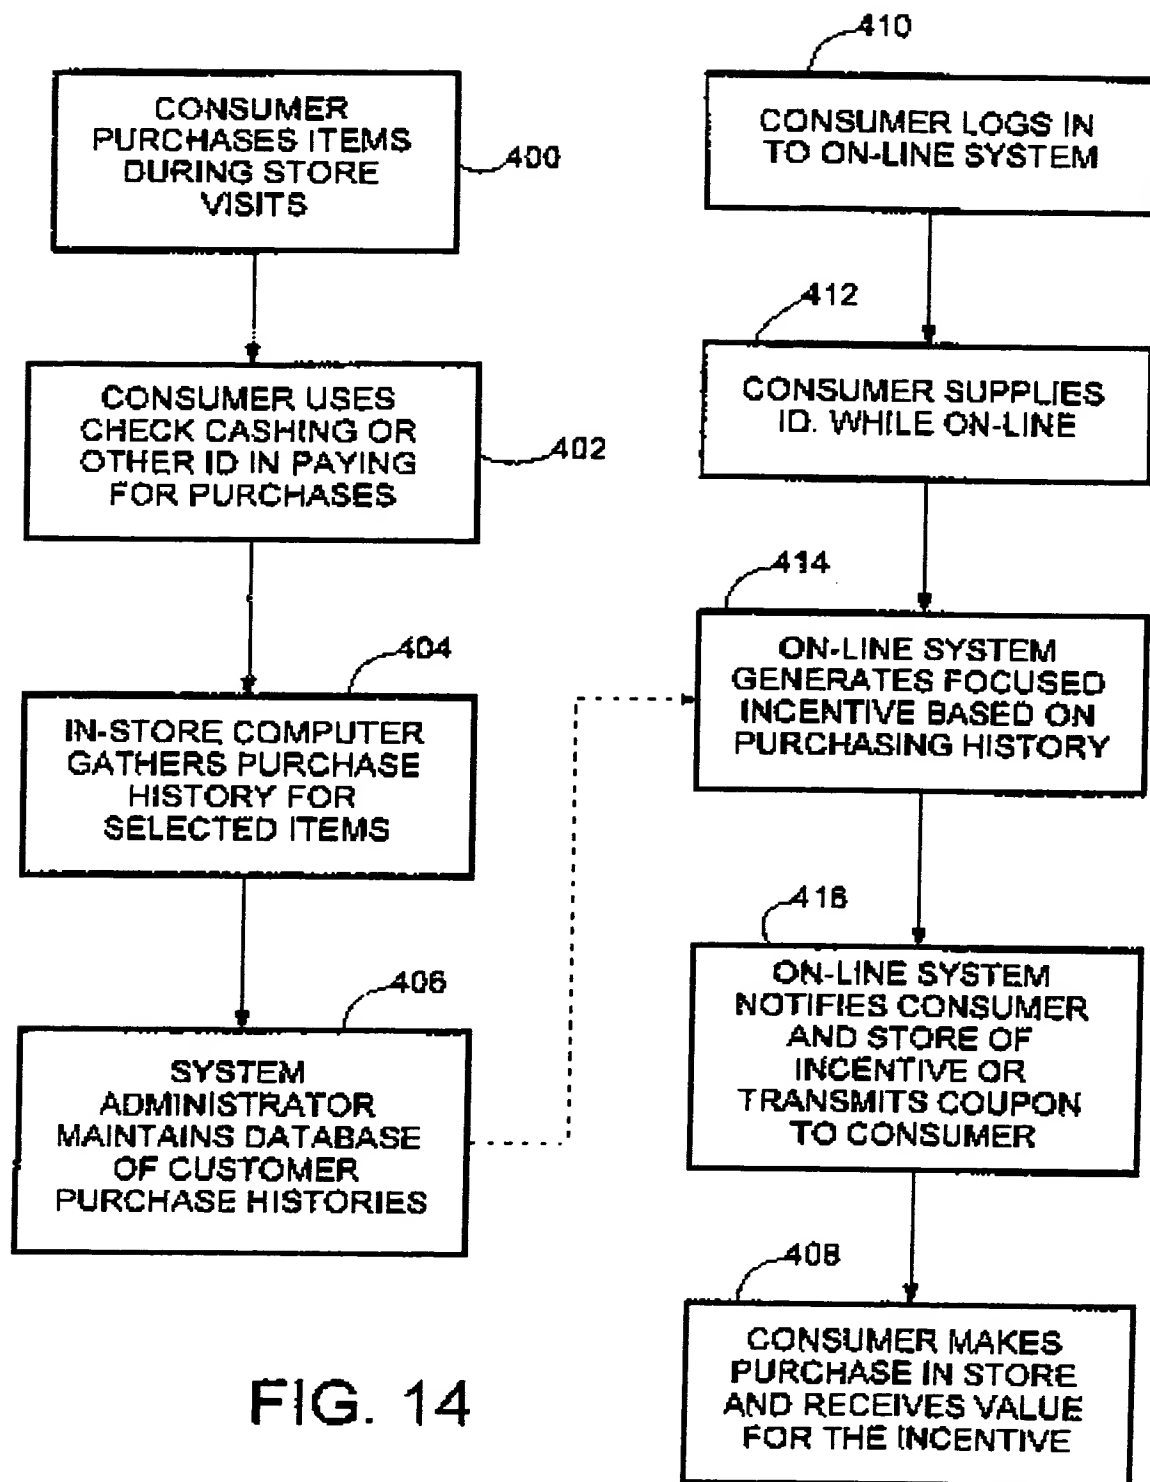 CONSUMER
PURCHASES ITEMS
DURING STORE
VISITS
400
CONSUMER USES
CHECK CASHING OR
OTHER ID IN PAYING
FOR PURCHASES
402
404
IN-STORE COMPUTER
GATHERS PURCHASE
HISTORY FOR
SELECTED ITEMS
406
SYSTEM
ADMINISTRATOR
MAINTAINS DATABASE
OF CUSTOMER
PURCHASE HISTORIES
410
CONSUMER LOGS IN
TO ON-LINE SYSTEM
412
CONSUMER SUPPLIES
ID. WHILE ON-LINE
414
ON-LINE SYSTEM
GENERATES FOCUSED
INCENTIVE BASED ON
PURCHASING HISTORY
416
ON-LINE SYSTEM
NOTIFIES CONSUMER
AND STORE OF
INCENTIVE OR
TRANSMITS COUPON
TO CONSUMER
408
CONSUMER MAKES
PURCHASE IN STORE
AND RECEIVES VALUE
FOR THE INCENTIVE
FIG. 14